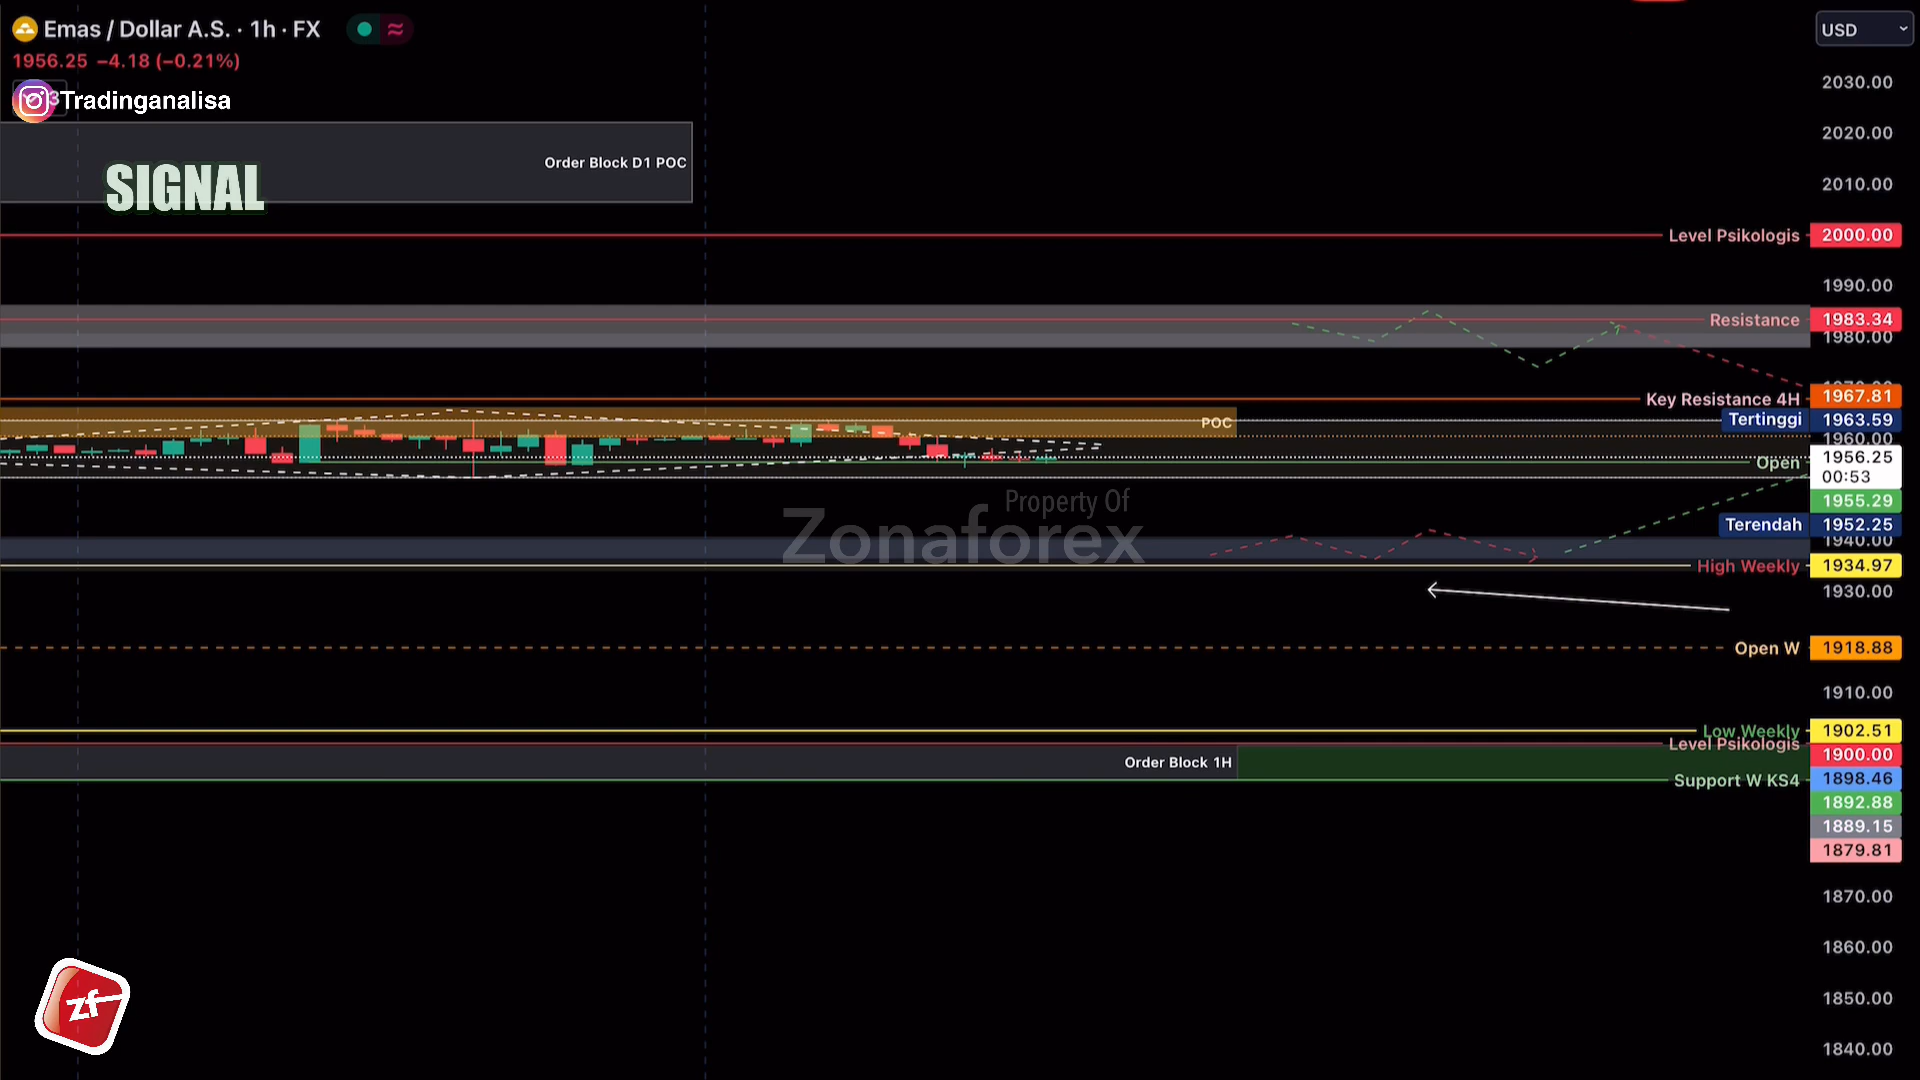 Emas / Dollar A.S. · 1h · FX
USD
1956.25 −4.18 (−0.21%)
Tradinganalisa
2030.00
2020.00
Order Block D1 POC
SIGNAL
2010.00
Level Psikologis 2000.00
1990.00
Resistance 1983.34
1980.00
Key Resistance 4H 1967.81
POC
Tertinggi 1963.59
1960.00
1956.25
Open
00:53
1955.29
Property Of
Zonaforex
Terendah 1952.25
1940.00
High Weekly 1934.97
1930.00
Open W 1918.88
1910.00
Low Weekly 1902.51
Level Psikologis 1900.00
Order Block 1H
Support W KS4 1898.46
1892.88
1889.15
1879.81
1870.00
1860.00
1850.00
1840.00
zf